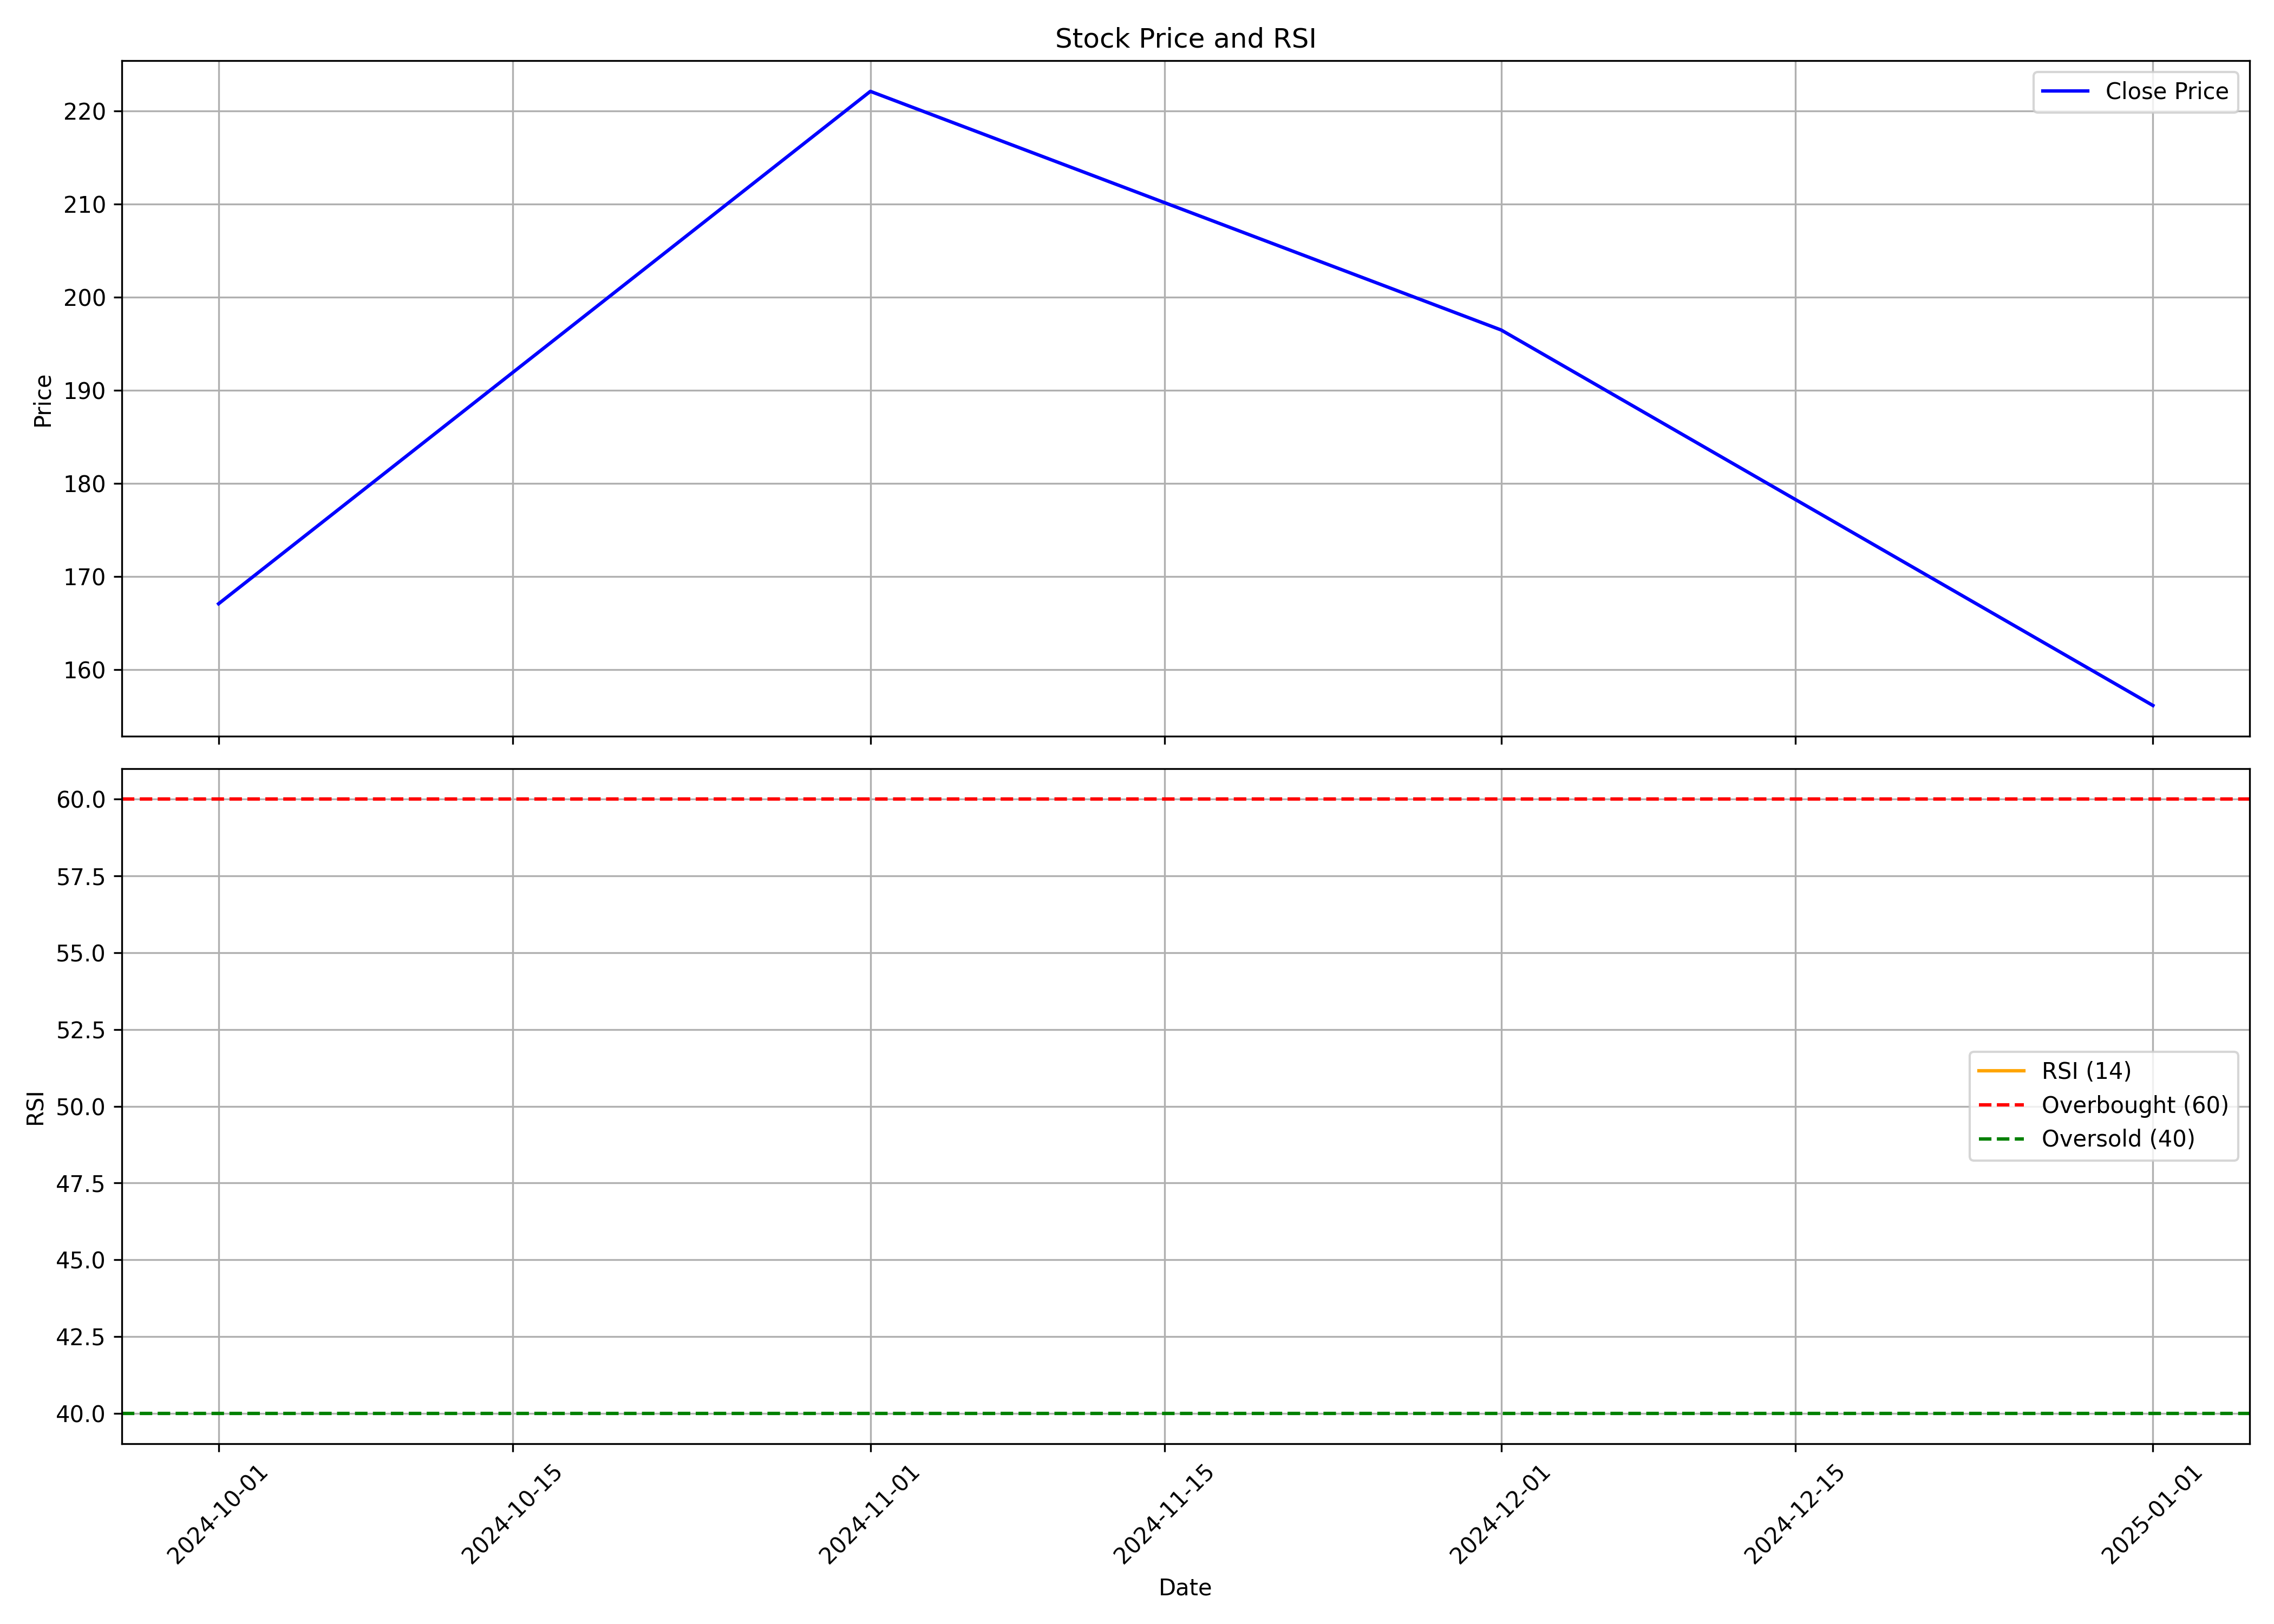 Stock Price and RSI
Close Price
220
210
200
190
180
170
160
Price
60.0
57.5
55.0
52.5
50.0
47.5
45.0
42.5
40.0
RSI
RSI (14)
Overbought (60)
Oversold (40)
2024-10-01
2024-10-15
2024-11-01
2024-11-15
2024-12-01
2024-12-15
2025-01-01
Date